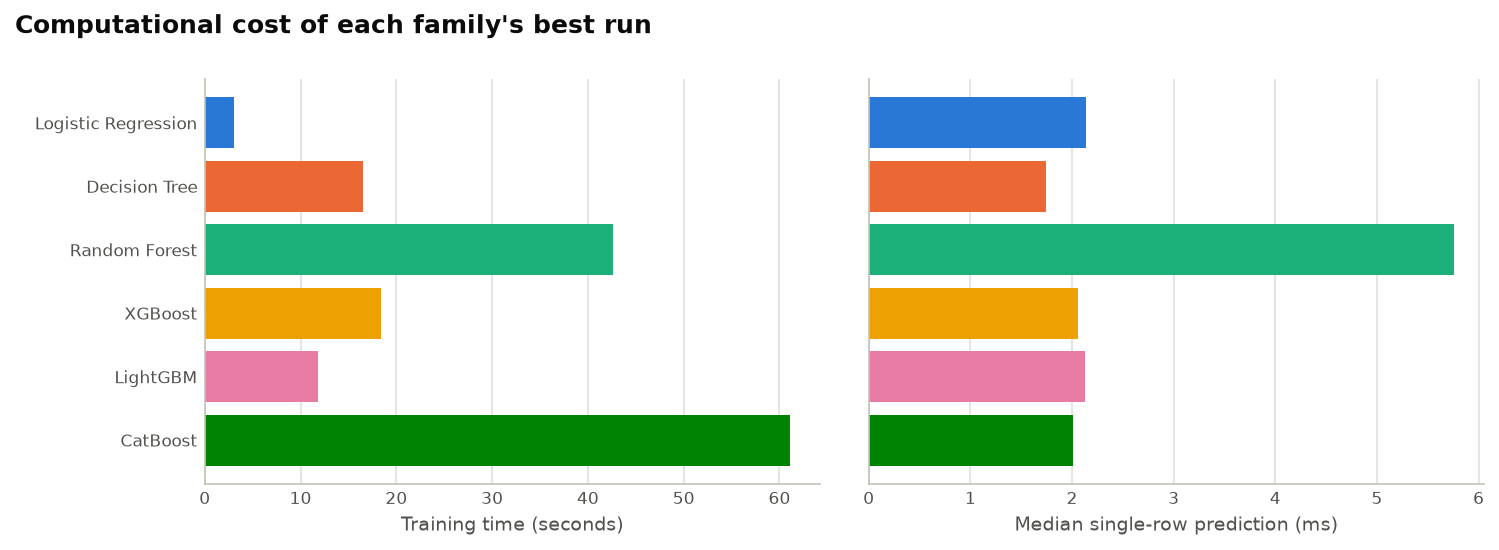 Computational cost of each family's best run
Logistic Regression
Decision Tree
Random Forest
XGBoost
LightGBM
CatBoost
0 10 20 30 40 50 60
Training time (seconds)
0 1 2 3 4 5 6
Median single-row prediction (ms)